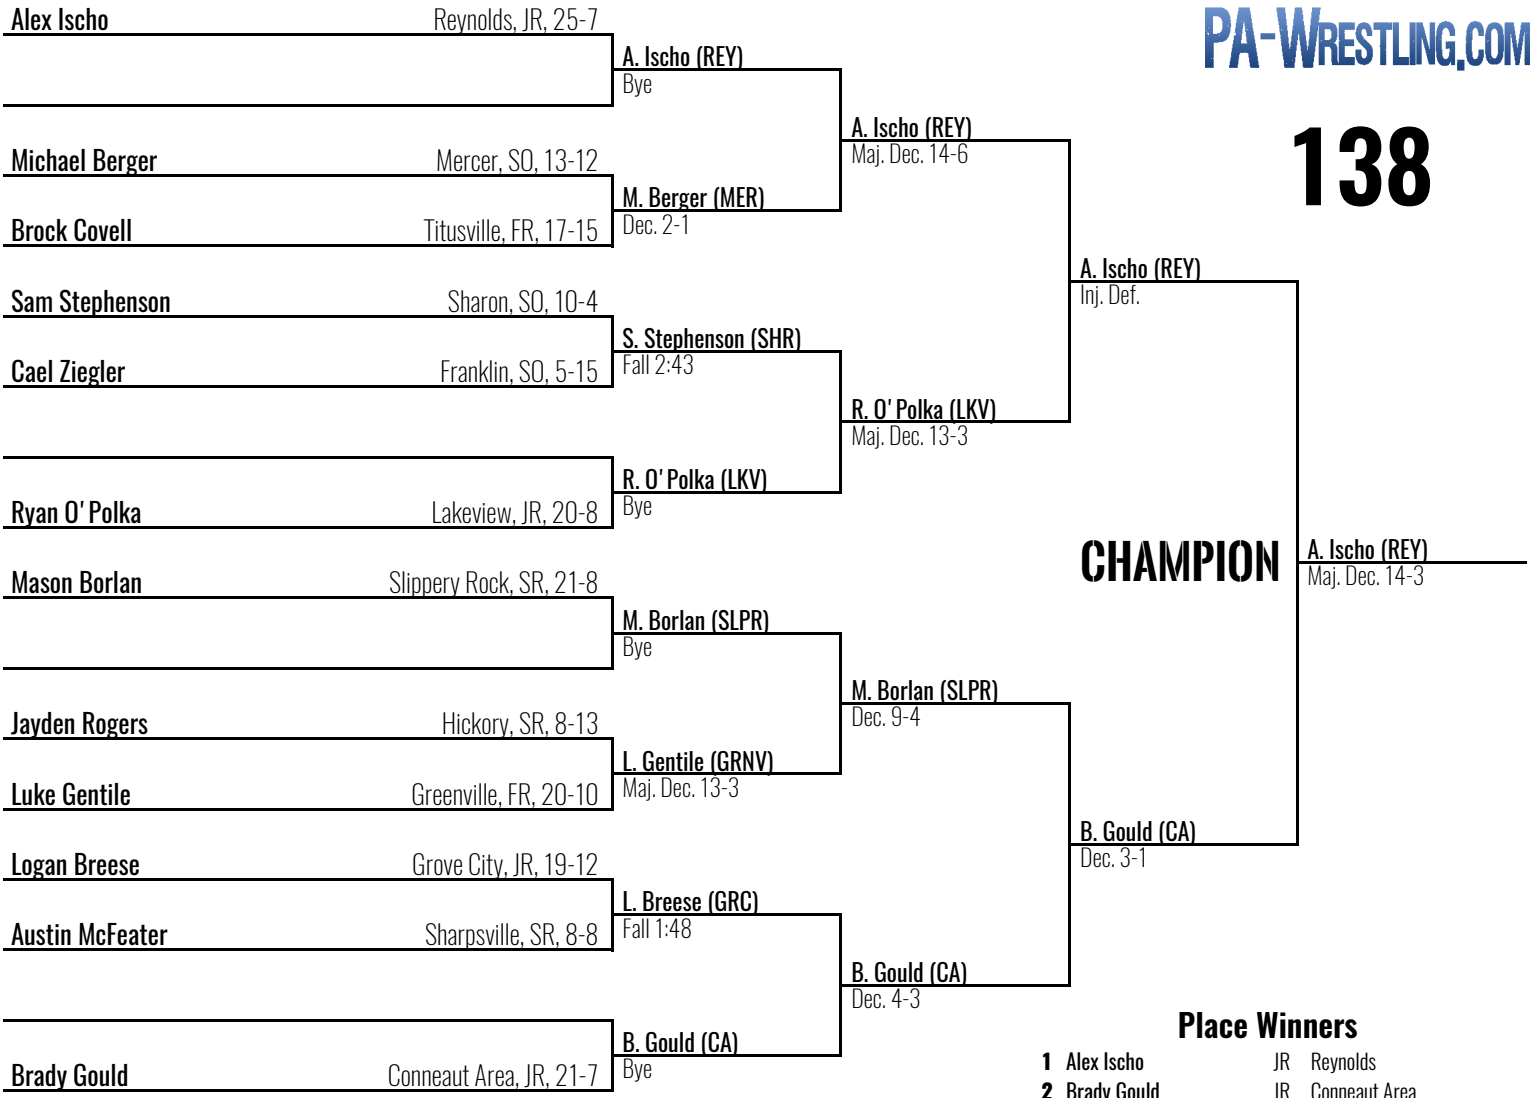 Alex Ischo Reynolds, JR, 25-7
A. Ischo (REY)
Bye
Michael Berger Mercer, SO, 13-12
M. Berger (MER)
Dec. 2-1
Brock Covell Titusville, FR, 17-15
A. Ischo (REY)
Maj. Dec. 14-6
Sam Stephenson Sharon, SO, 10-4
S. Stephenson (SHR)
Fall 2:43
Cael Ziegler Franklin, SO, 5-15
R. O'Polka (LKV)
Maj. Dec. 13-3
R. O'Polka (LKV)
Bye
Ryan O'Polka Lakeview, JR, 20-8
A. Ischo (REY)
Inj. Def.
Mason Borlan Slippery Rock, SR, 21-8
M. Borlan (SLPR)
Bye
M. Borlan (SLPR)
Dec. 9-4
Jayden Rogers Hickory, SR, 8-13
L. Gentile (GRNV)
Maj. Dec. 13-3
Luke Gentile Greenville, FR, 20-10
Logan Breese Grove City, JR, 19-12
L. Breese (GRC)
Fall 1:48
Austin McFeater Sharpsville, SR, 8-8
B. Gould (CA)
Dec. 4-3
B. Gould (CA)
Bye
Brady Gould Conneaut Area, JR, 21-7
B. Gould (CA)
Dec. 3-1
CHAMPION
A. Ischo (REY)
Maj. Dec. 14-3
PA-WRESTLING.COM
138
Place Winners
1 Alex Ischo JR Reynolds
2 Brady Gould JR Conneaut Area